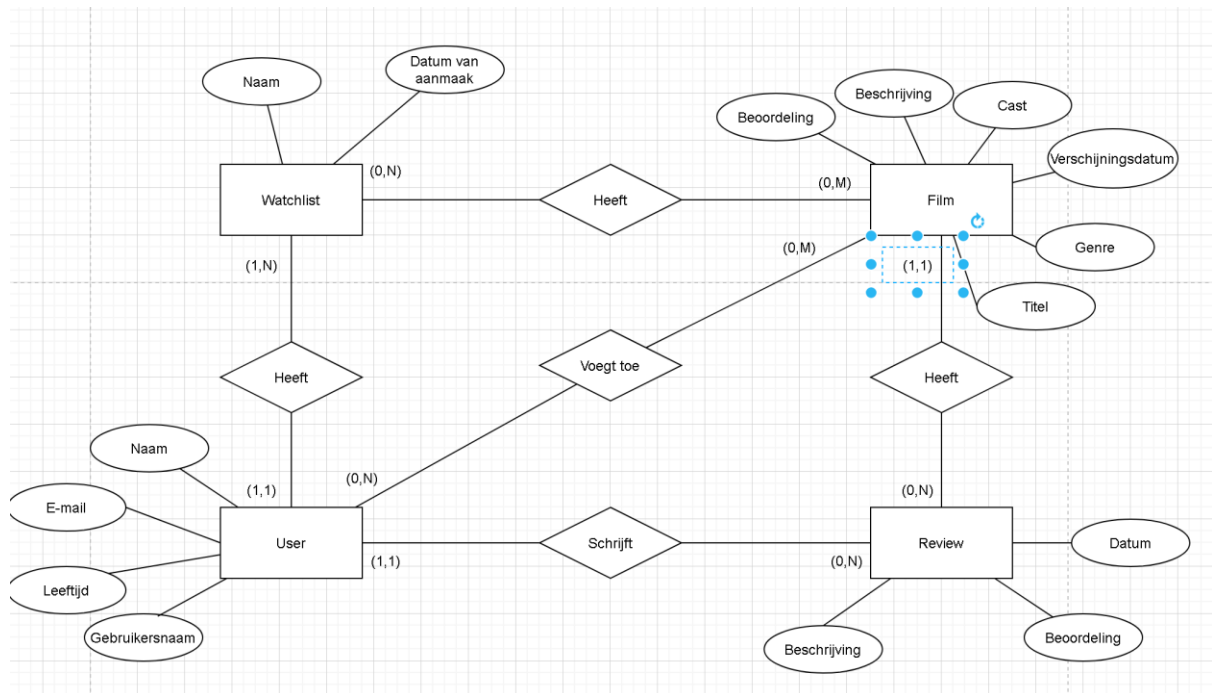 Datum van
aanmaak
Naam
Beschrijving
Cast
Beoordeling
Verschijningsdatum
(0,N)
(0,M)
Watchlist
Heeft
Film
(1,N)
(0,M)
(1,1)
Genre
Titel
Voegt toe
Heeft
Heeft
Naam
(0,N)
(1,1)
(0,N)
E-mail
User
Schrijft
Review
Datum
(1,1)
(0,N)
Leeftijd
Gebruikersnaam
Beschrijving
Beoordeling